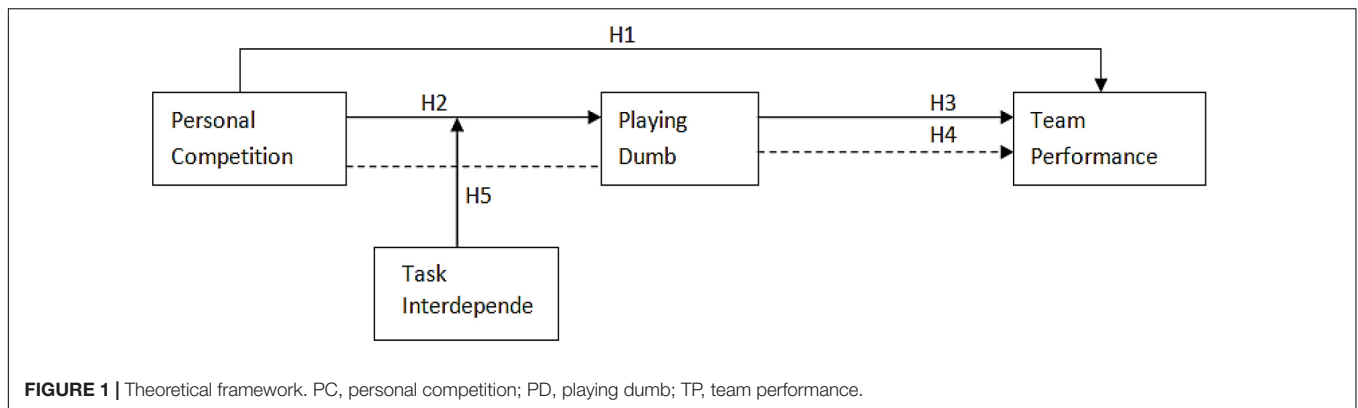 H1
Personal
Competition
H2
Playing
Dumb
H3
H4
Team
Performance
H5
Task
Interdepende
FIGURE 1 | Theoretical framework. PC, personal competition; PD, playing dumb; TP, team performance.